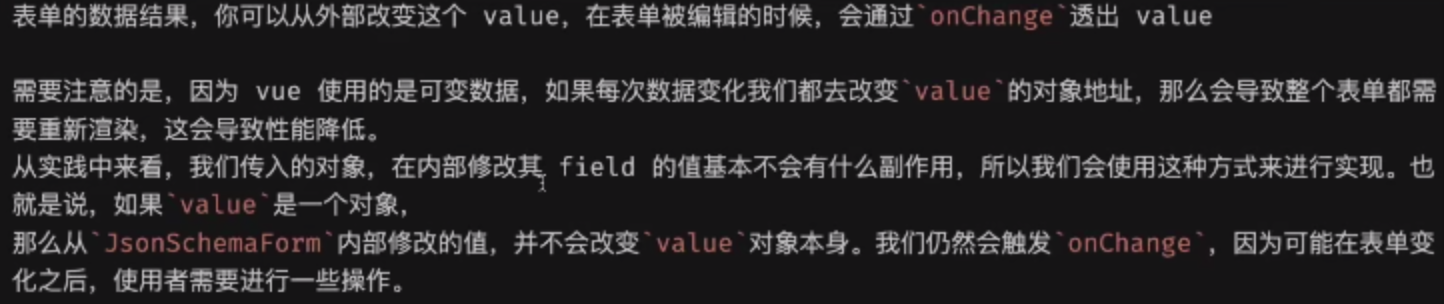 表单的数据结果，你可以从外部改变这个 value，在表单被编辑的时候，会通过`onChange`透出 value
需要注意的是，因为 vue 使用的是可变数据，如果每次数据变化我们都去改变`value`的对象地址，那么会导致整个表单都需
要重新渲染，这会导致性能降低。
从实践中来看，我们传入的对象，在内部修改其 field 的值基本不会有什么副作用，所以我们会使用这种方式来进行实现。也
就是说，如果`value`是一个对象，
那么从`JsonSchemaForm`内部修改的值，并不会改变`value`对象本身。我们仍然会触发`onChange`，因为可能在表单变
化之后，使用者需要进行一些操作。